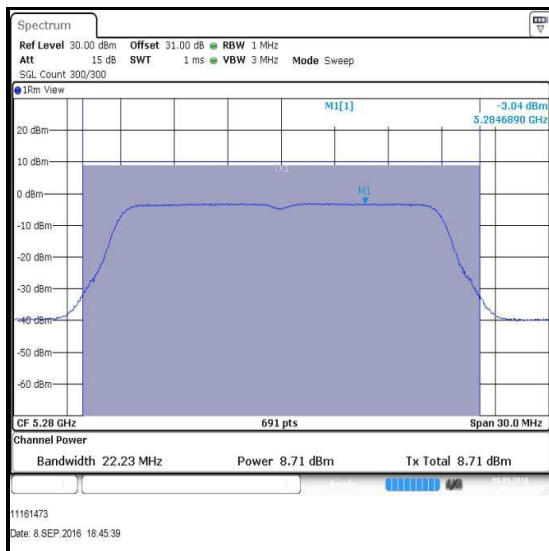 Spectrum
Ref Level 30.00 dBm Offset 31.00 dB RBW 1 MHz
Att 15 dB SWT 1 ms VBW 3 MHz Mode Sweep
SGL Count 300/300
1Rm View
M1[1] -3.04 dBm
5.2846890 GHz
20 dBm
10 dBm
TX1
0 dBm
M1
-10 dBm
-20 dBm
-30 dBm
-40 dBm
-50 dBm
-60 dBm
CF 5.28 GHz 691 pts Span 30.0 MHz
Channel Power
Bandwidth 22.23 MHz Power 8.71 dBm Tx Total 8.71 dBm
11161473
Date: 8.SEP.2016 18:45:39